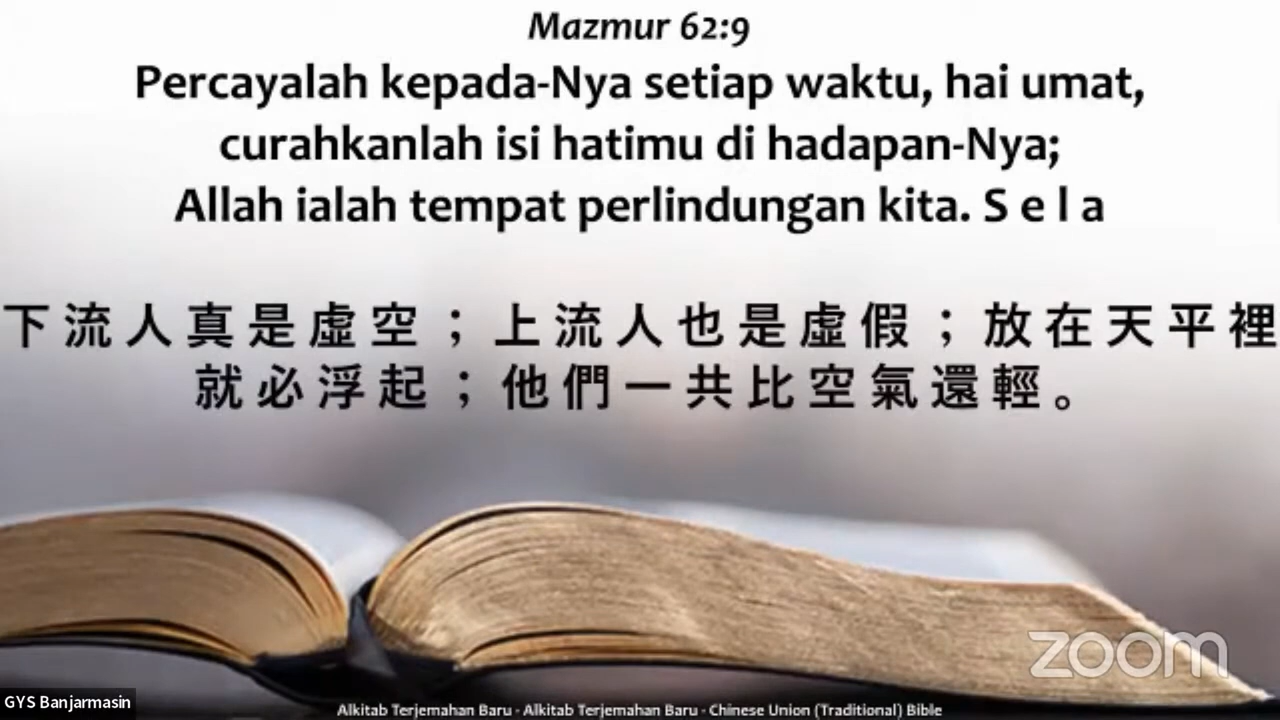 Mazmur 62:9
Percayalah kepada-Nya setiap waktu, hai umat,
curahkanlah isi hatimu di hadapan-Nya;
Allah ialah tempat perlindungan kita. S e l a
下流人真是虛空；上流人也是虛假；放在天平裡
就必浮起；他們一共比空氣還輕。
zoom
GYS Banjarmasin
Alkitab Terjemahan Baru - Alkitab Terjemahan Baru - Chinese Union (Traditional) Bible